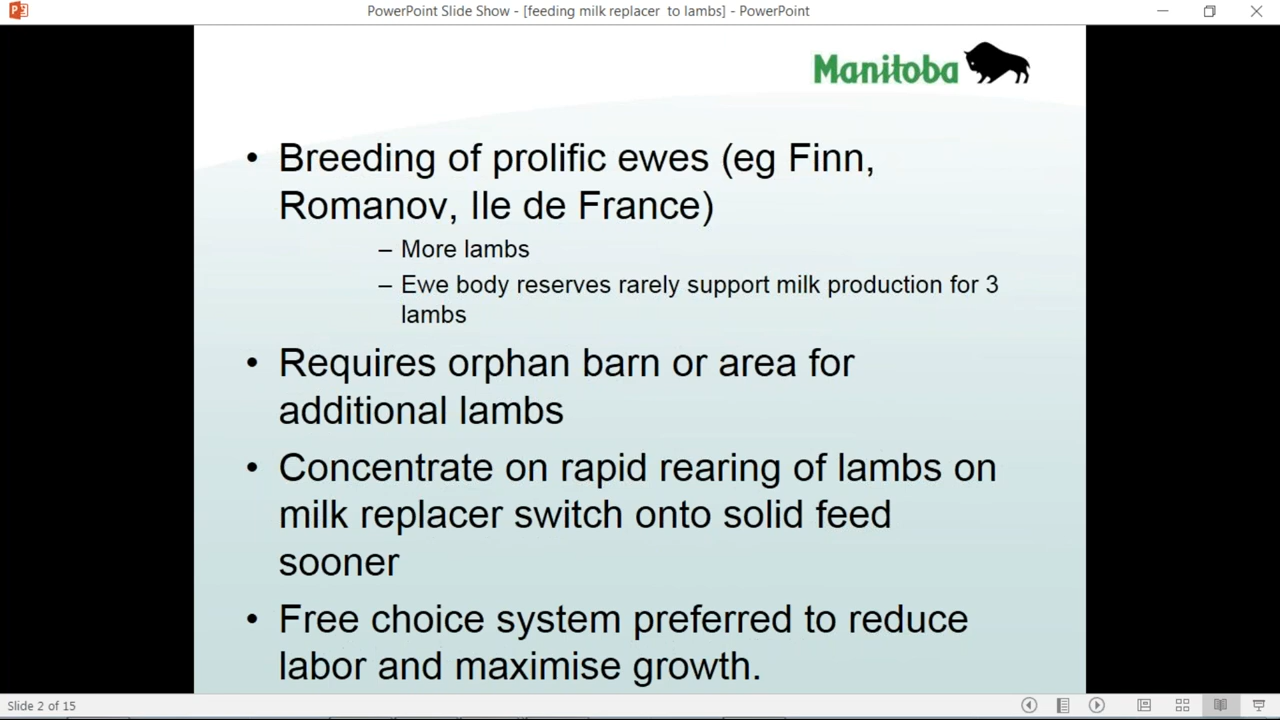 PowerPoint Slide Show - [feeding milk replacer  to lambs] - PowerPoint
Manitoba
• Breeding of prolific ewes (eg Finn,
Romanov, Ile de France)
– More lambs
– Ewe body reserves rarely support milk production for 3
lambs
• Requires orphan barn or area for
additional lambs
• Concentrate on rapid rearing of lambs on
milk replacer switch onto solid feed
sooner
• Free choice system preferred to reduce
labor and maximise growth.
Slide 2 of 15